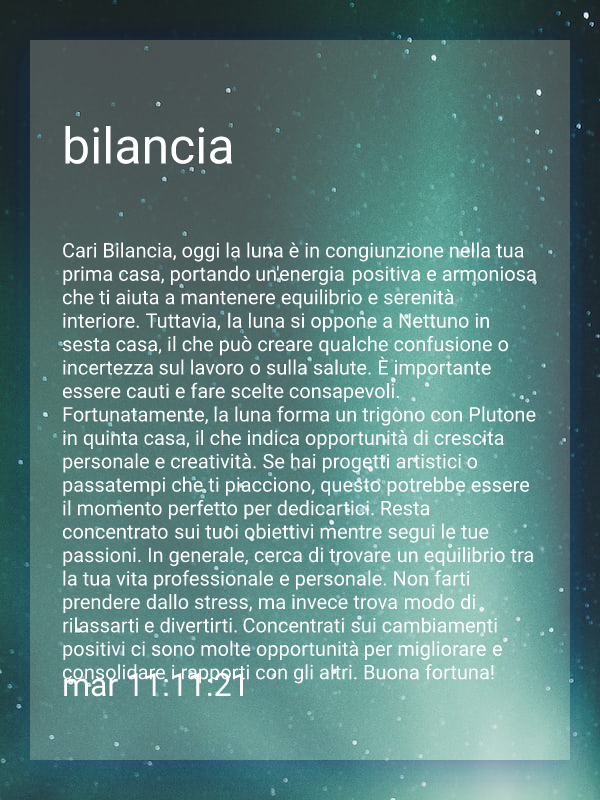 bilancia
Cari Bilancia, oggi la luna è in congiunzione nella tua
prima casa, portando un'energia positiva e armoniosa
che ti aiuta a mantenere equilibrio e serenità
interiore. Tuttavia, la luna si oppone a Nettuno in
sesta casa, il che può creare qualche confusione o
incertezza sul lavoro o sulla salute. È importante
essere cauti e fare scelte consapevoli.
Fortunatamente, la luna forma un trigono con Plutone
in quinta casa, il che indica opportunità di crescita
personale e creatività. Se hai progetti artistici o
passatempi che ti piacciono, questo potrebbe essere
il momento perfetto per dedicartici. Resta
concentrato sui tuoi obiettivi mentre segui le tue
passioni. In generale, cerca di trovare un equilibrio tra
la tua vita professionale e personale. Non farti
prendere dallo stress, ma invece trova modo di
rilassarti e divertirti. Concentrati sui cambiamenti
positivi ci sono molte opportunità per migliorare e
consolidare i rapporti con gli altri. Buona fortuna!
mar 11:11:21